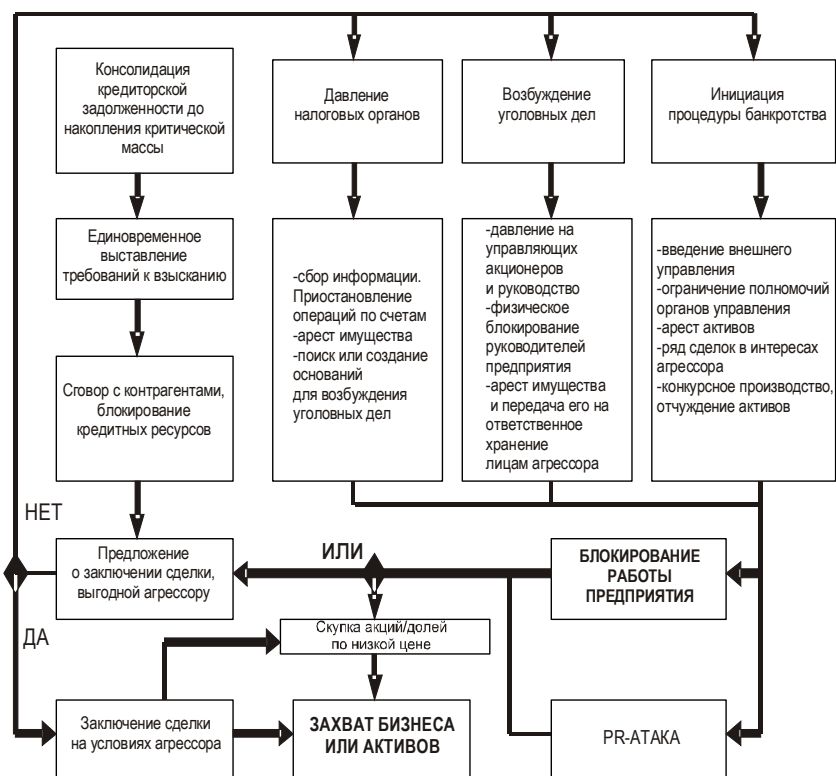 Консолидация
кредиторской
задолженности до
накопления критической
массы
Давление
налоговых органов
Возбуждение
уголовных дел
Инициация
процедуры банкротства
Единовременное
выставление
требований к взысканию
-сбор информации.
Приостановление
операций по счетам
-арест имущества
-поиск или создание
оснований
для возбуждения
уголовных дел
-давление на
управляющих
акционеров
и руководство
-физическое
блокирование
руководителей
предприятия
-арест имущества
и передача его на
ответственное
хранение
лицам агрессора
-введение внешнего
управления
-ограничение полномочий
органов управления
-арест активов
-ряд сделок в интересах
агрессора
-конкурсное производство,
отчуждение активов
Сговор с контрагентами,
блокирование
кредитных ресурсов
НЕТ
Предложение
о заключении сделки,
выгодной агрессору
ИЛИ
БЛОКИРОВАНИЕ
РАБОТЫ
ПРЕДПРИЯТИЯ
ДА
Скупка акций/долей
по низкой цене
Заключение сделки
на условиях агрессора
ЗАХВАТ БИЗНЕСА
ИЛИ АКТИВОВ
PR-АТАКА